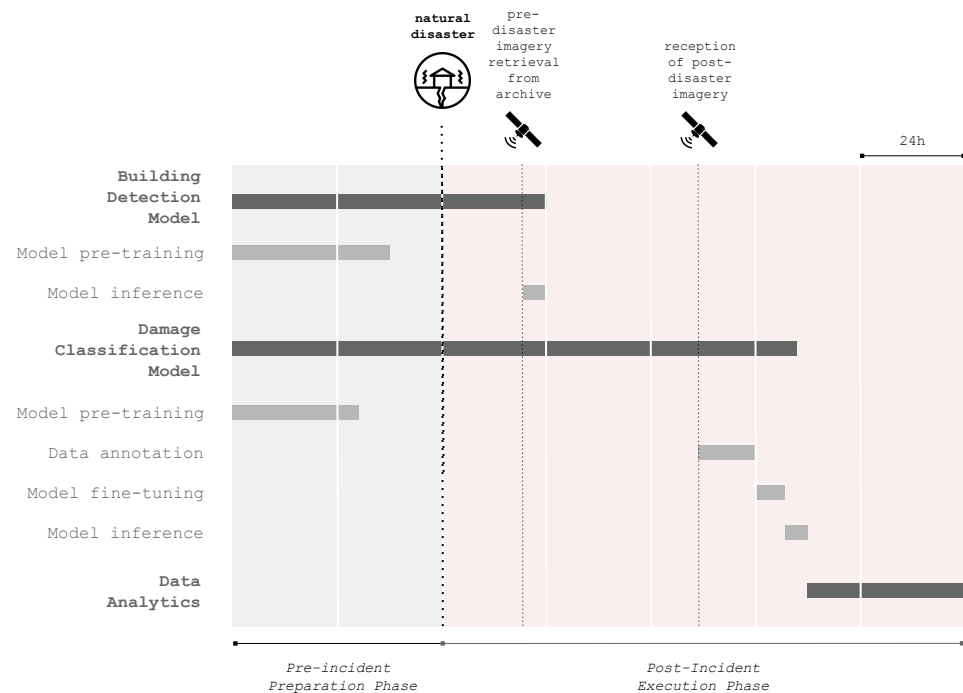 natural
disaster
pre-
disaster
imagery
retrieval
from
archive
reception
of post-
disaster
imagery
24h
Building
Detection
Model
Model pre-training
Model inference
Damage
Classification
Model
Model pre-training
Data annotation
Model fine-tuning
Model inference
Data
Analytics
Pre-incident
Preparation Phase
Post-Incident
Execution Phase